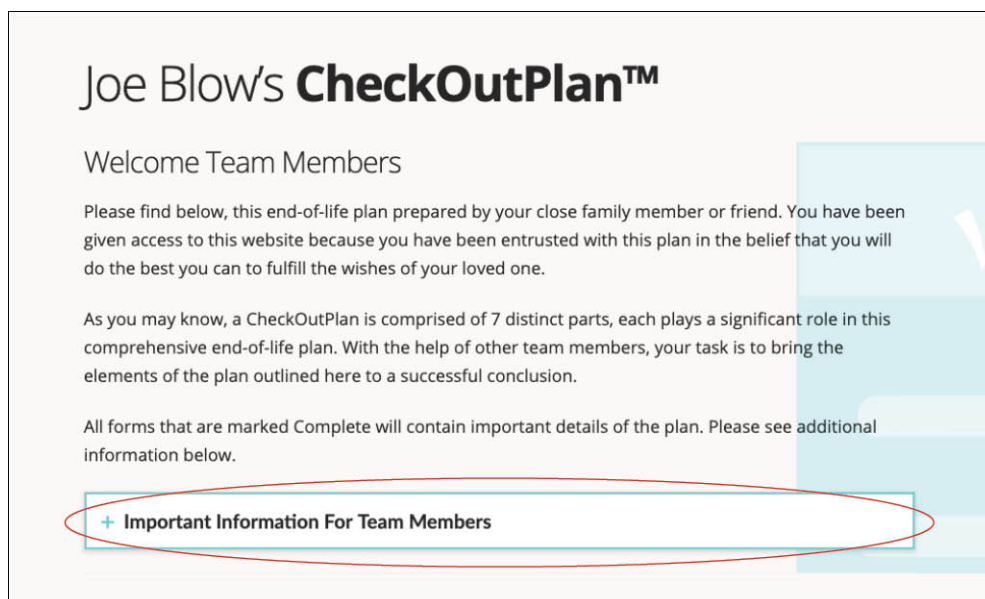 Joe Blow's CheckOutPlan™
Welcome Team Members
Please find below, this end-of-life plan prepared by your close family member or friend. You have been
given access to this website because you have been entrusted with this plan in the belief that you will
do the best you can to fulfill the wishes of your loved one.
As you may know, a CheckOutPlan is comprised of 7 distinct parts, each plays a significant role in this
comprehensive end-of-life plan. With the help of other team members, your task is to bring the
elements of the plan outlined here to a successful conclusion.
All forms that are marked Complete will contain important details of the plan. Please see additional
information below.
+ Important Information For Team Members